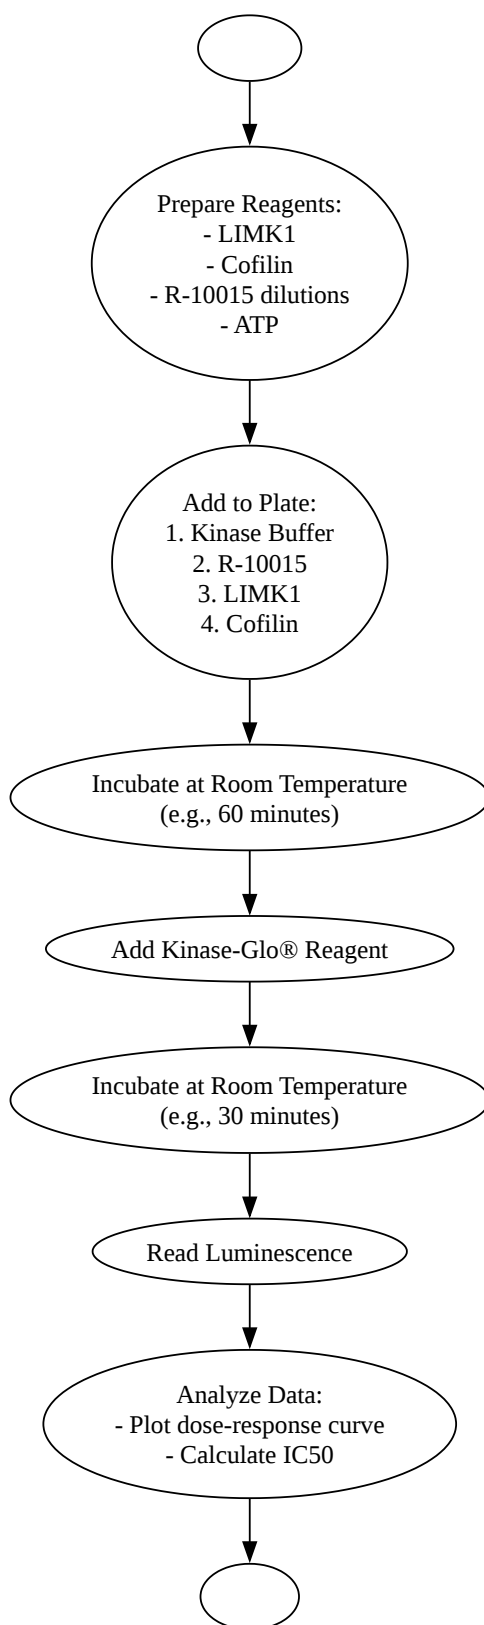 Prepare Reagents:
- LIMK1
- Cofilin
- R-10015 dilutions
- ATP
Add to Plate:
1. Kinase Buffer
2. R-10015
3. LIMK1
4. Cofilin
Incubate at Room Temperature
(e.g., 60 minutes)
Add Kinase-Glo® Reagent
Incubate at Room Temperature
(e.g., 30 minutes)
Read Luminescence
Analyze Data:
- Plot dose-response curve
- Calculate IC50